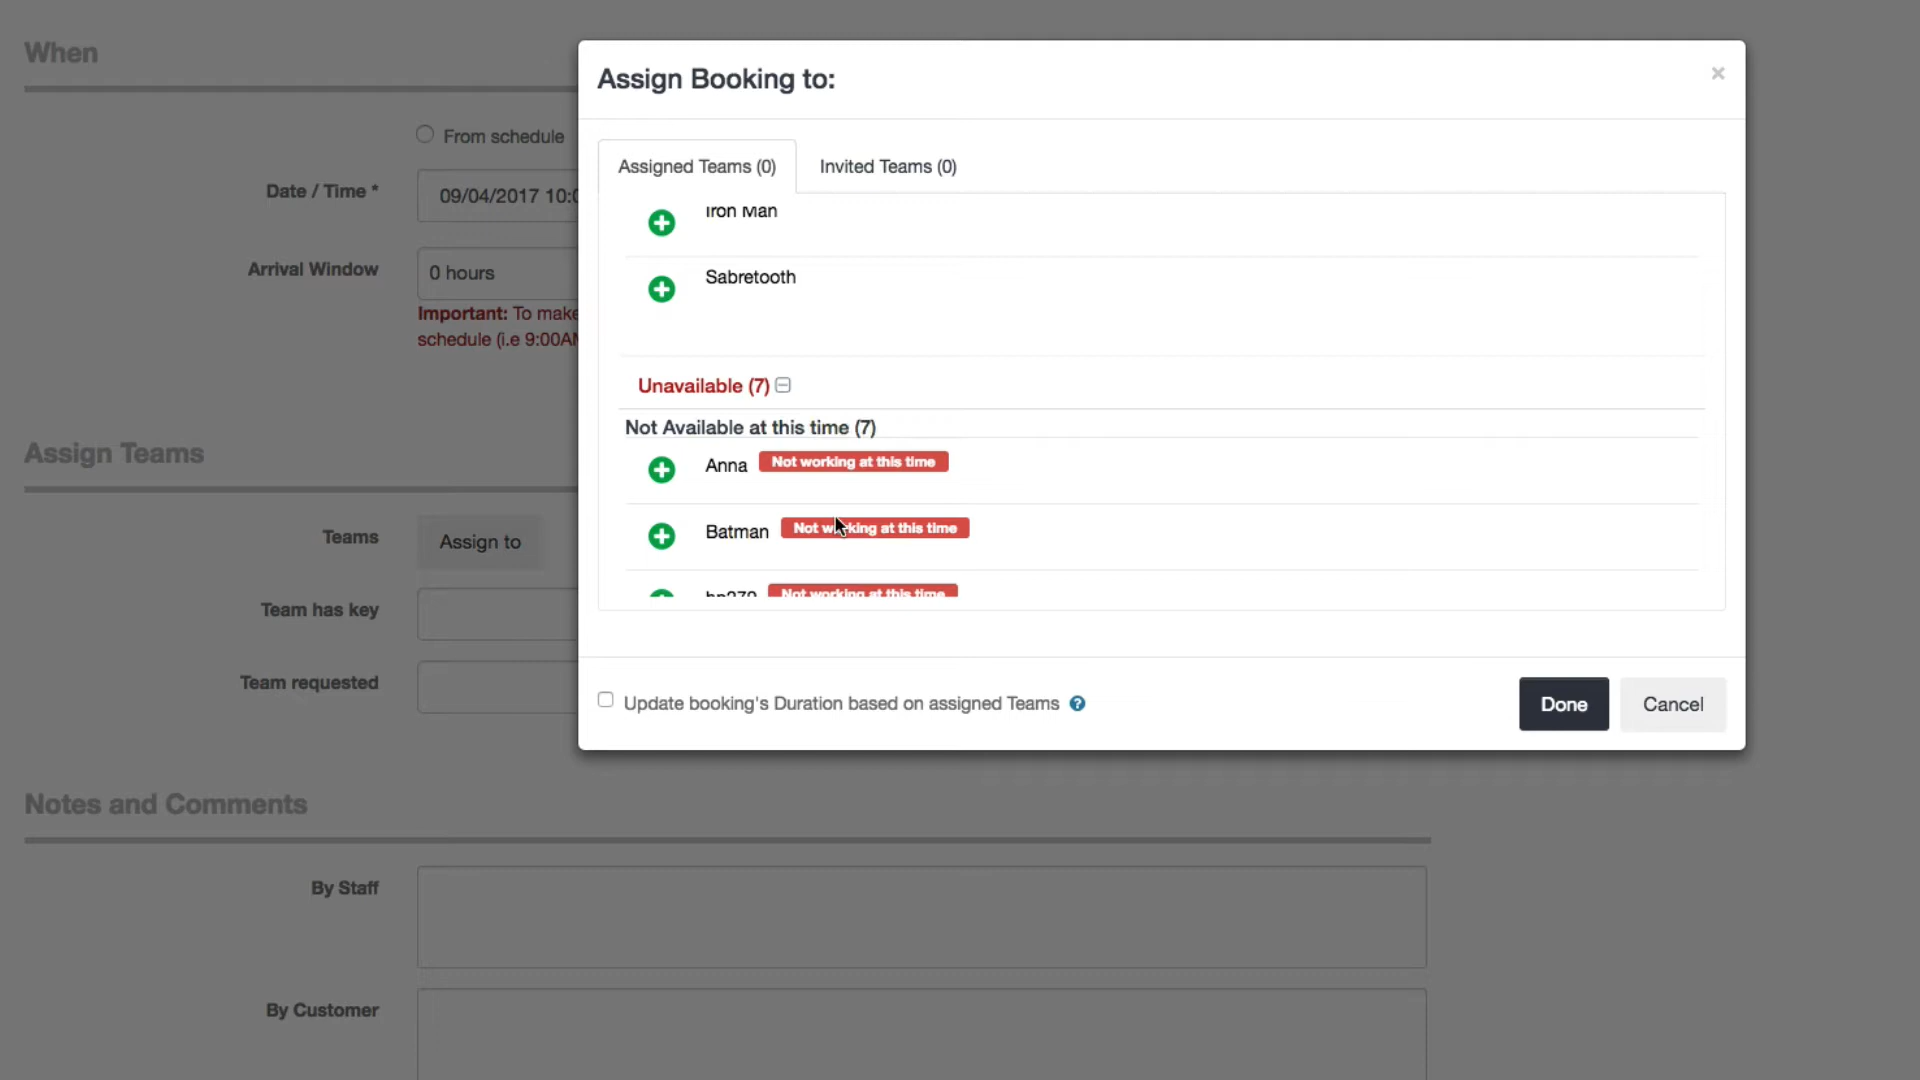 When
From schedule
Date / Time *
09/04/2017 10:0
Arrival Window
0 hours
Important: To make
schedule (i.e 9:00AM
Assign Teams
Teams
Assign to
Team has key
Team requested
Notes and Comments
By Staff
By Customer
Assign Booking to:
×
Assigned Teams (0)
Invited Teams (0)
Iron Man
Sabretooth
Unavailable (7)
Not Available at this time (7)
Anna Not working at this time
Batman Not working at this time
Not working at this time
Update booking's Duration based on assigned Teams ?
Done
Cancel